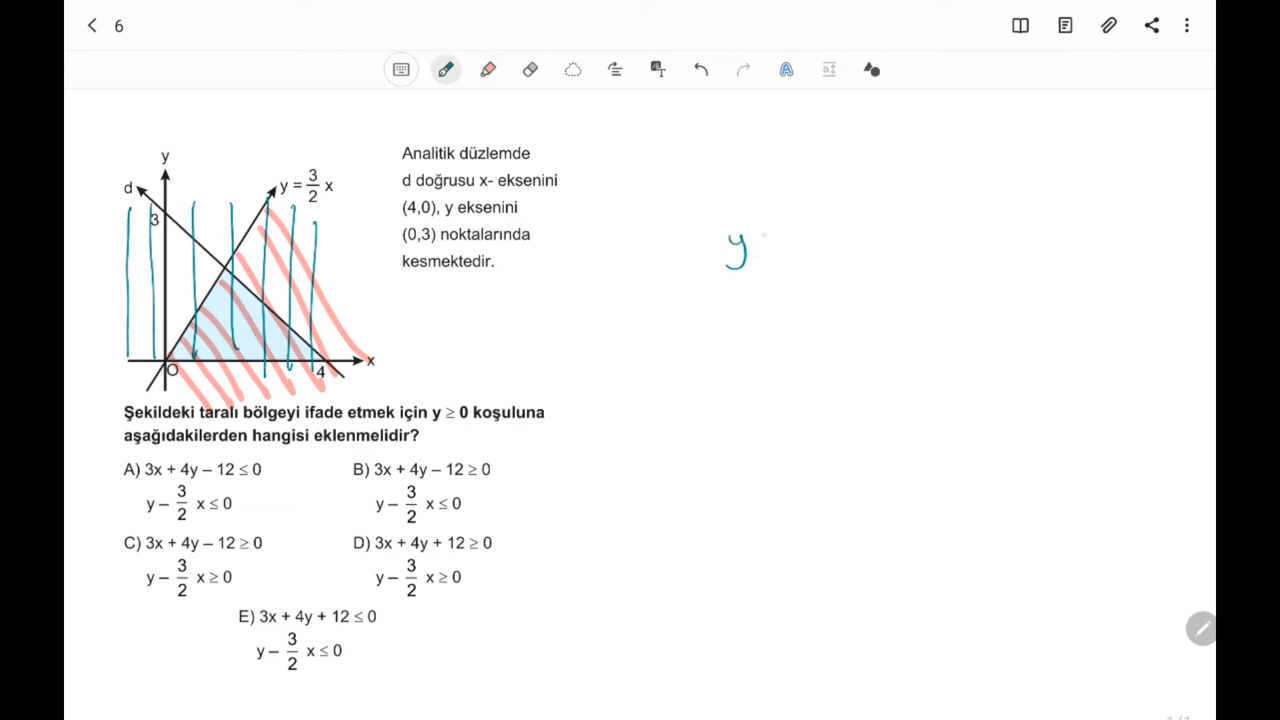 6
y
d
y = 3/2 x
3
O
4
x
Analitik düzlemde
d doğrusu x- eksenini
(4,0), y eksenini
(0,3) noktalarında
kesmektedir.
y
Şekildeki taralı bölgeyi ifade etmek için y ≥ 0 koşuluna
aşağıdakilerden hangisi eklenmelidir?
A) 3x + 4y – 12 ≤ 0
y – 3/2 x ≤ 0
B) 3x + 4y – 12 ≥ 0
y – 3/2 x ≤ 0
C) 3x + 4y – 12 ≥ 0
y – 3/2 x ≥ 0
D) 3x + 4y + 12 ≥ 0
y – 3/2 x ≥ 0
E) 3x + 4y + 12 ≤ 0
y – 3/2 x ≤ 0